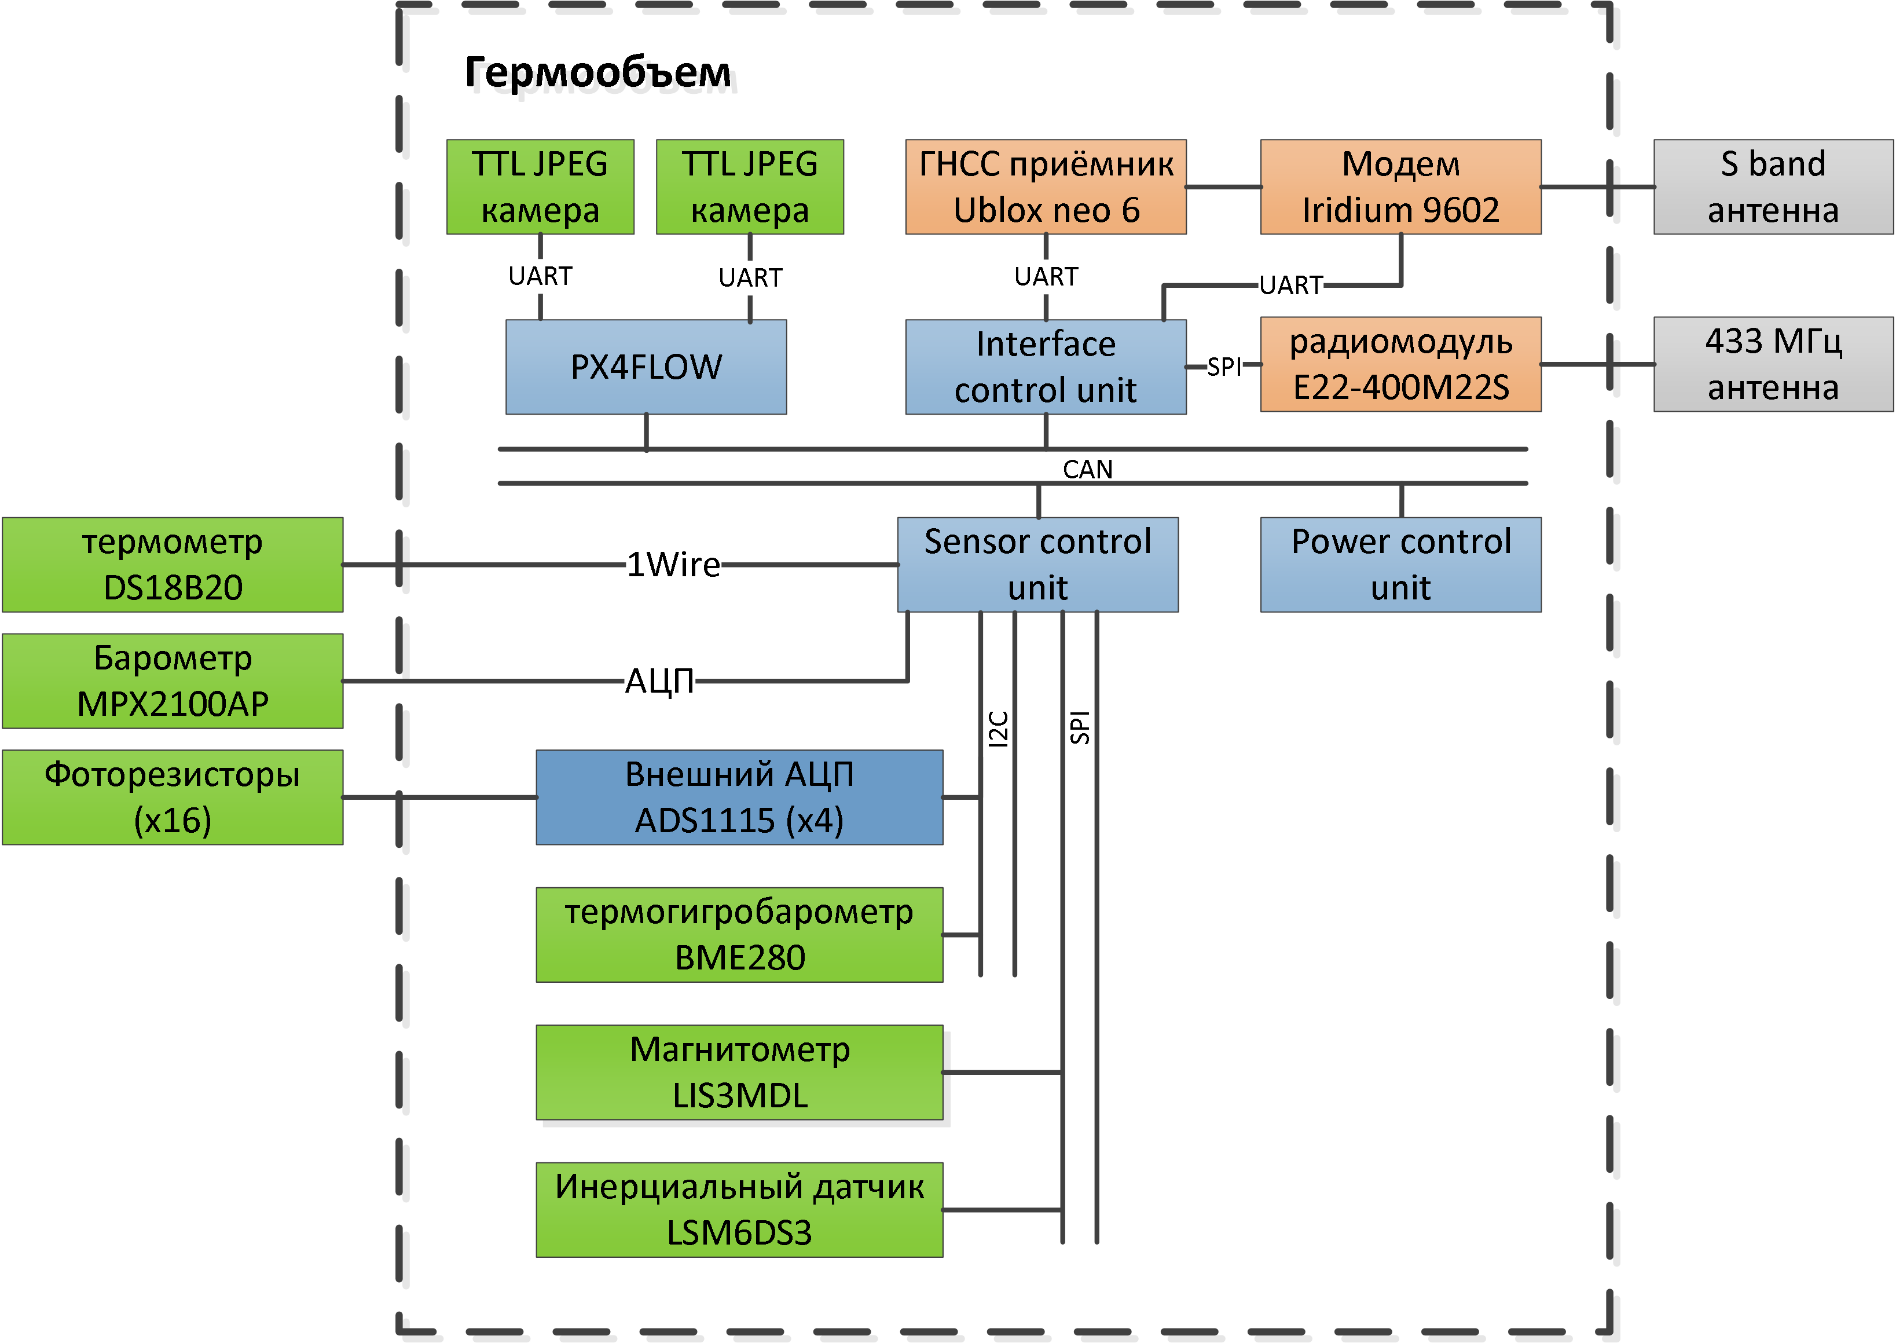 Гермообъем
TTL JPEG
камера
TTL JPEG
камера
ГНСС приёмник
Ublox neo 6
Модем
Iridium 9602
S band
антенна
UART
UART
UART
UART
PX4FLOW
Interface
control unit
SPI
радиомодуль
E22-400M22S
433 МГц
антенна
CAN
термометр
DS18B20
1Wire
Sensor control
unit
Power control
unit
Барометр
MPX2100AP
АЦП
I2C
SPI
Фоторезисторы
(x16)
Внешний АЦП
ADS1115 (x4)
термогигробарометр
BME280
Магнитометр
LIS3MDL
Инерциальный датчик
LSM6DS3